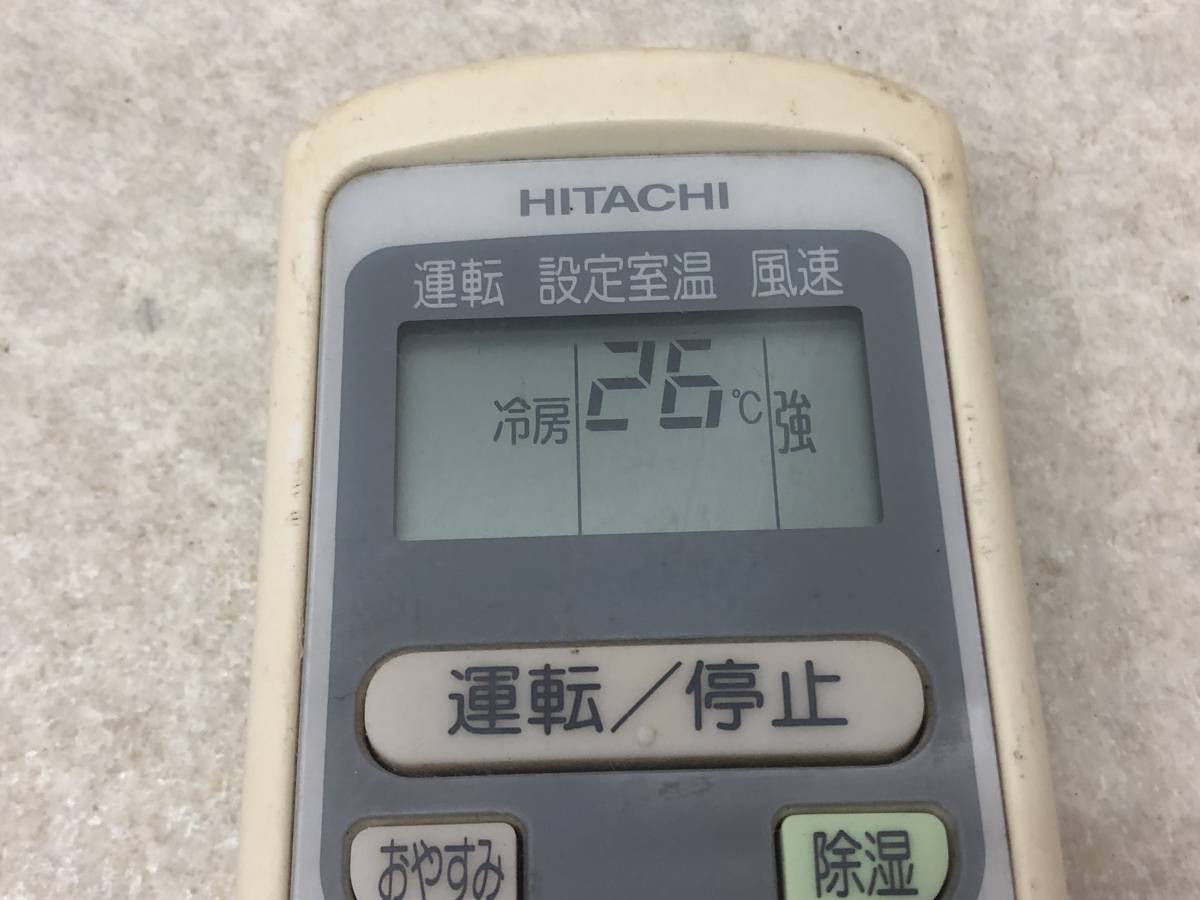 HITACHI
運転 設定室温 風速
冷房 26℃ 強
運転/停止
おやすみ 除湿